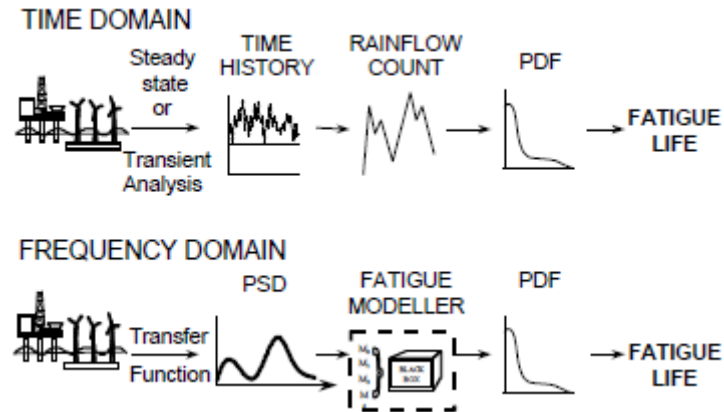 TIME DOMAIN
Steady
state
or
Transient
Analysis
TIME
HISTORY
RAINFLOW
COUNT
PDF
FATIGUE
LIFE
FREQUENCY DOMAIN
Transfer
Function
PSD
FATIGUE
MODELLER
BLACK
BOX
PDF
FATIGUE
LIFE